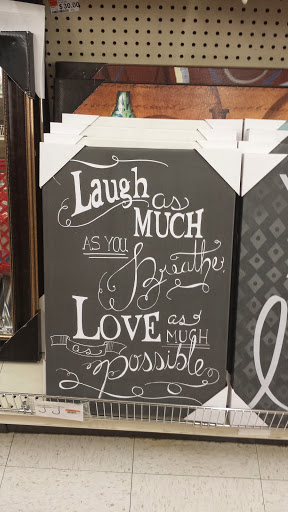 Laugh as
MUCH
AS YOU
Breathe,
LOVE as
MUCH
as
possible